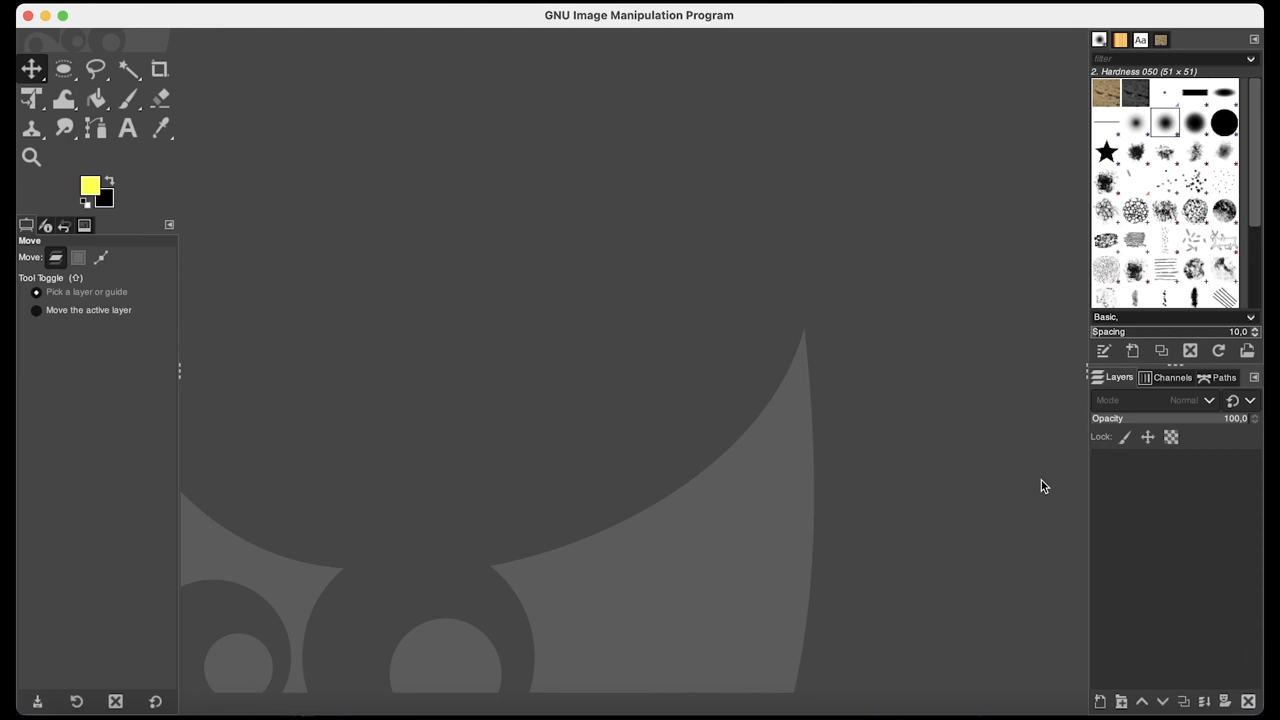 GNU Image Manipulation Program
Aa
filter
2. Hardness 050 (51 × 51)
Move
Move:
Tool Toggle (⇧)
Pick a layer or guide
Move the active layer
Basic,
Spacing 10,0
Layers Channels Paths
Mode Normal
Opacity 100,0
Lock: